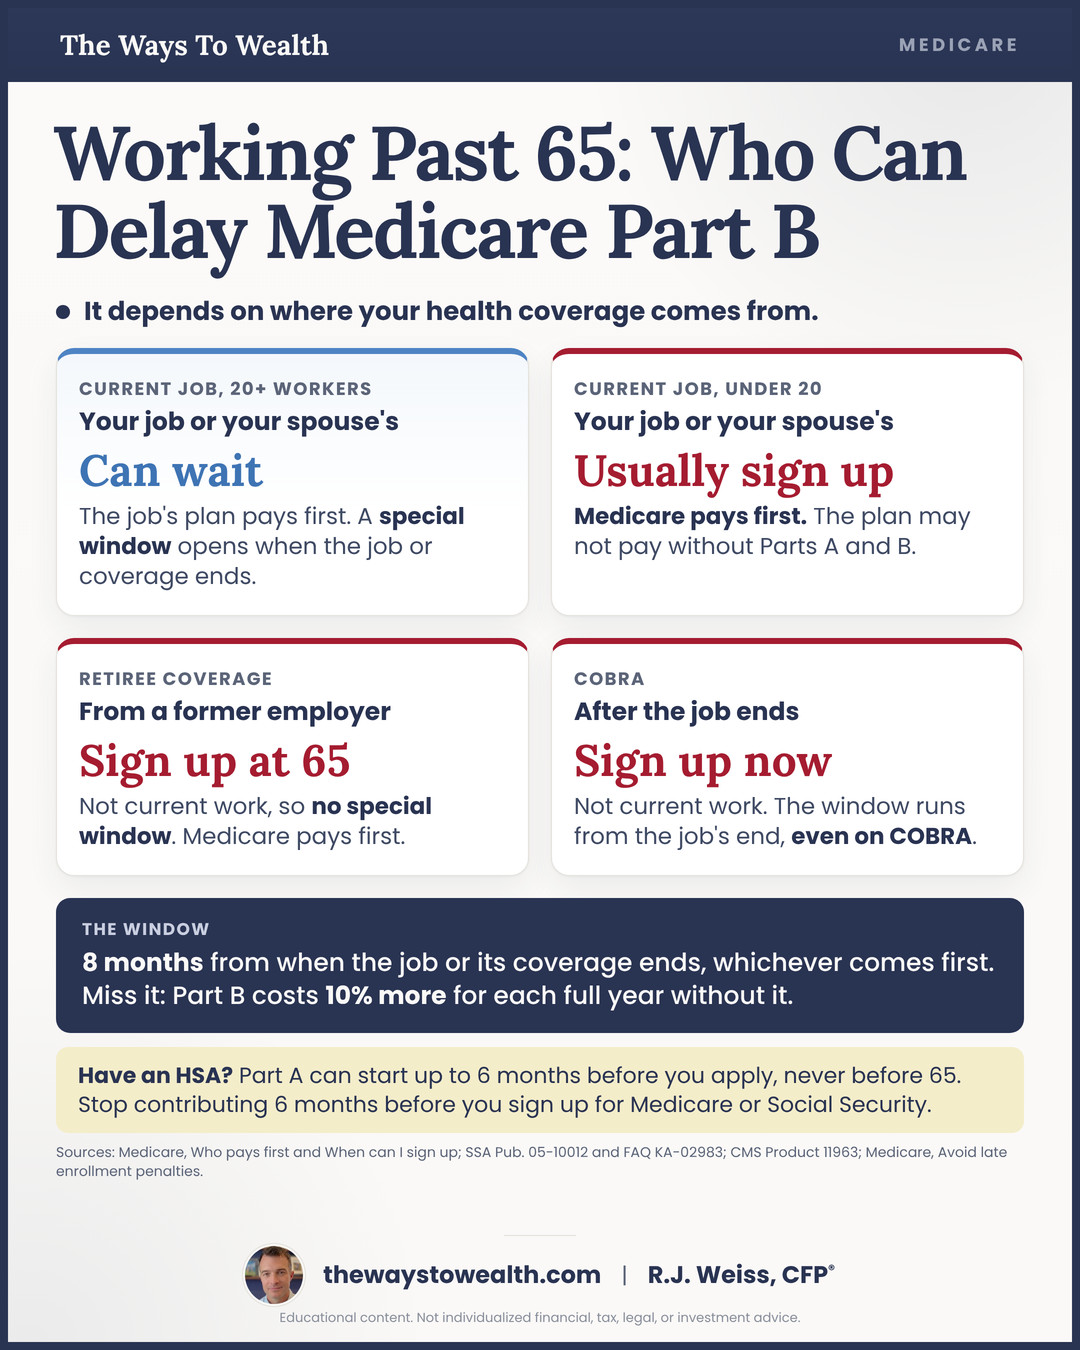 The Ways To Wealth
MEDICARE
Working Past 65: Who Can
Delay Medicare Part B
● It depends on where your health coverage comes from.
CURRENT JOB, 20+ WORKERS
Your job or your spouse's
Can wait
The job's plan pays first. A special
window opens when the job or
coverage ends.
CURRENT JOB, UNDER 20
Your job or your spouse's
Usually sign up
Medicare pays first. The plan may
not pay without Parts A and B.
RETIREE COVERAGE
From a former employer
Sign up at 65
Not current work, so no special
window. Medicare pays first.
COBRA
After the job ends
Sign up now
Not current work. The window runs
from the job's end, even on COBRA.
THE WINDOW
8 months from when the job or its coverage ends, whichever comes first.
Miss it: Part B costs 10% more for each full year without it.
Have an HSA? Part A can start up to 6 months before you apply, never before 65.
Stop contributing 6 months before you sign up for Medicare or Social Security.
Sources: Medicare, Who pays first and When can I sign up; SSA Pub. 05-10012 and FAQ KA-02983; CMS Product 11963; Medicare, Avoid late
enrollment penalties.
thewaystowealth.com | R.J. Weiss, CFP®
Educational content. Not individualized financial, tax, legal, or investment advice.